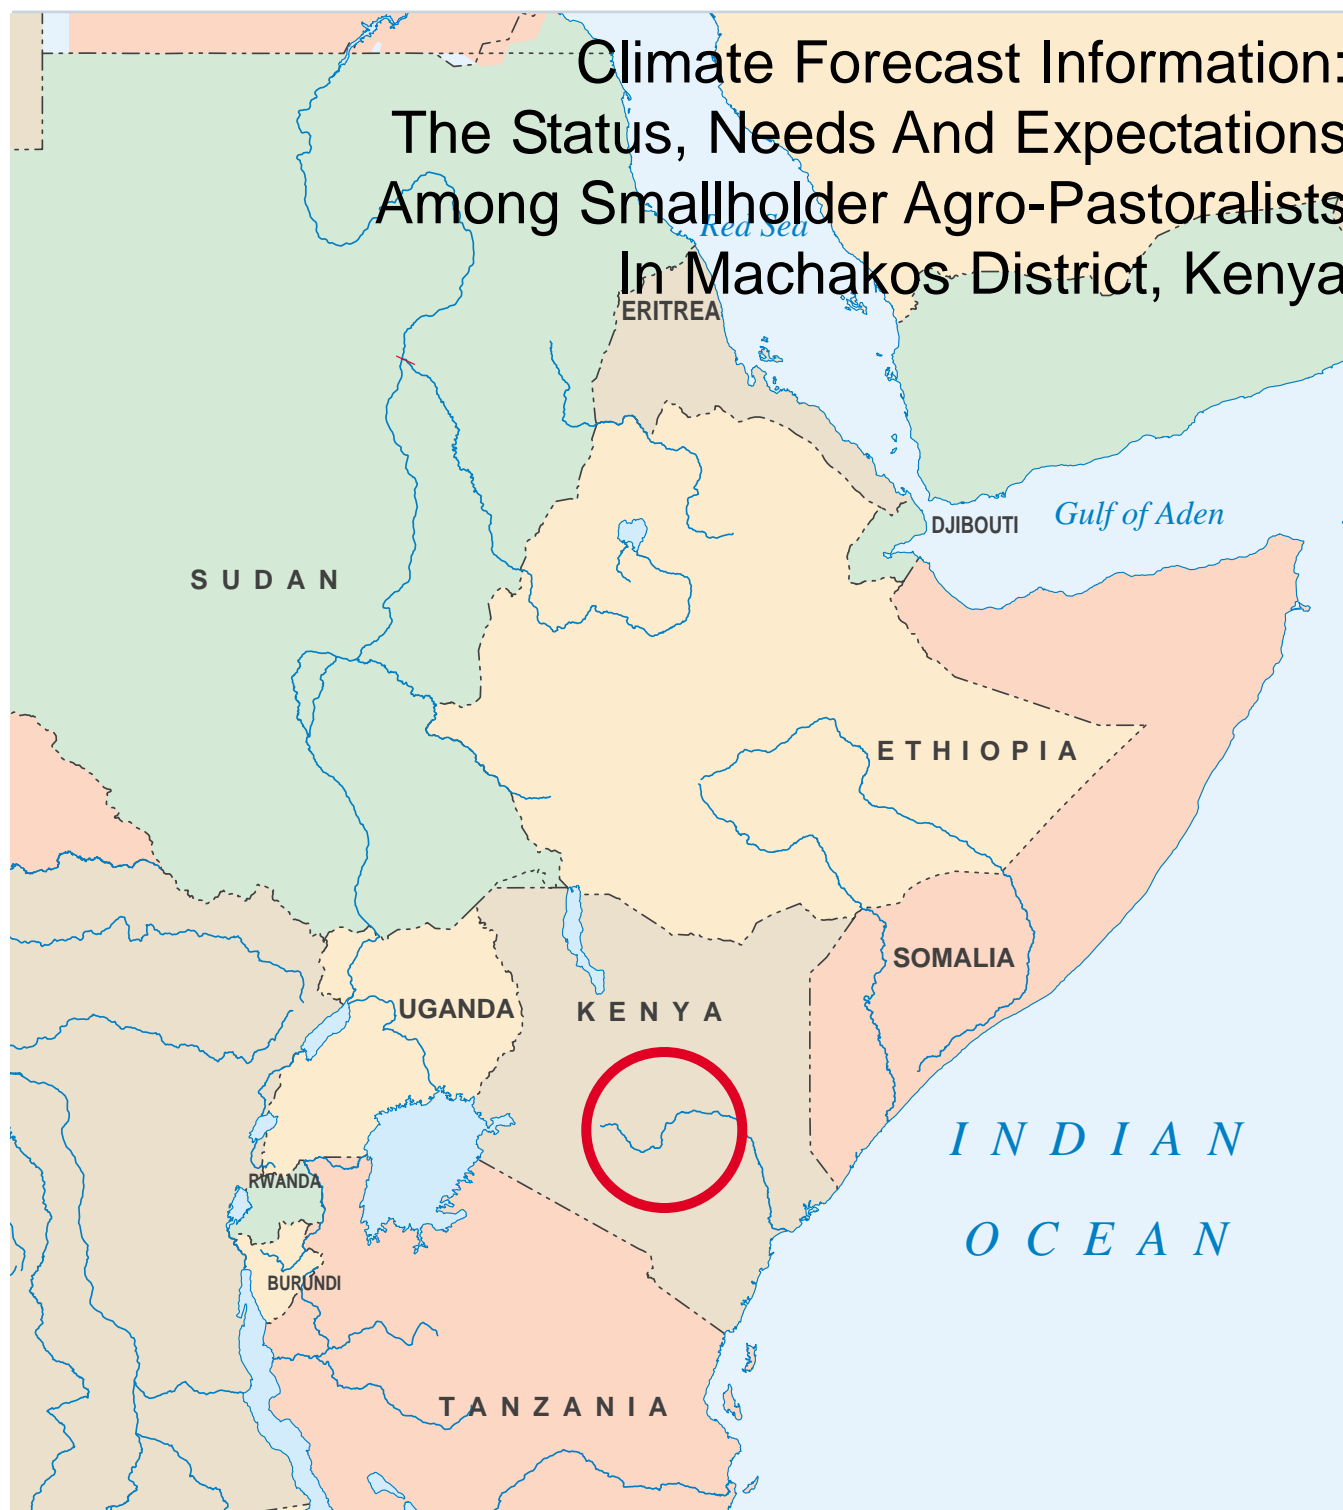 Climate Forecast Information:
The Status, Needs And Expectations
Among Smallholder Agro-Pastoralists
In Machakos District, Kenya
Red Sea
ERITREA
DJIBOUTI
Gulf of Aden
SUDAN
ETHIOPIA
SOMALIA
UGANDA
KENYA
INDIAN
OCEAN
RWANDA
BURUNDI
TANZANIA